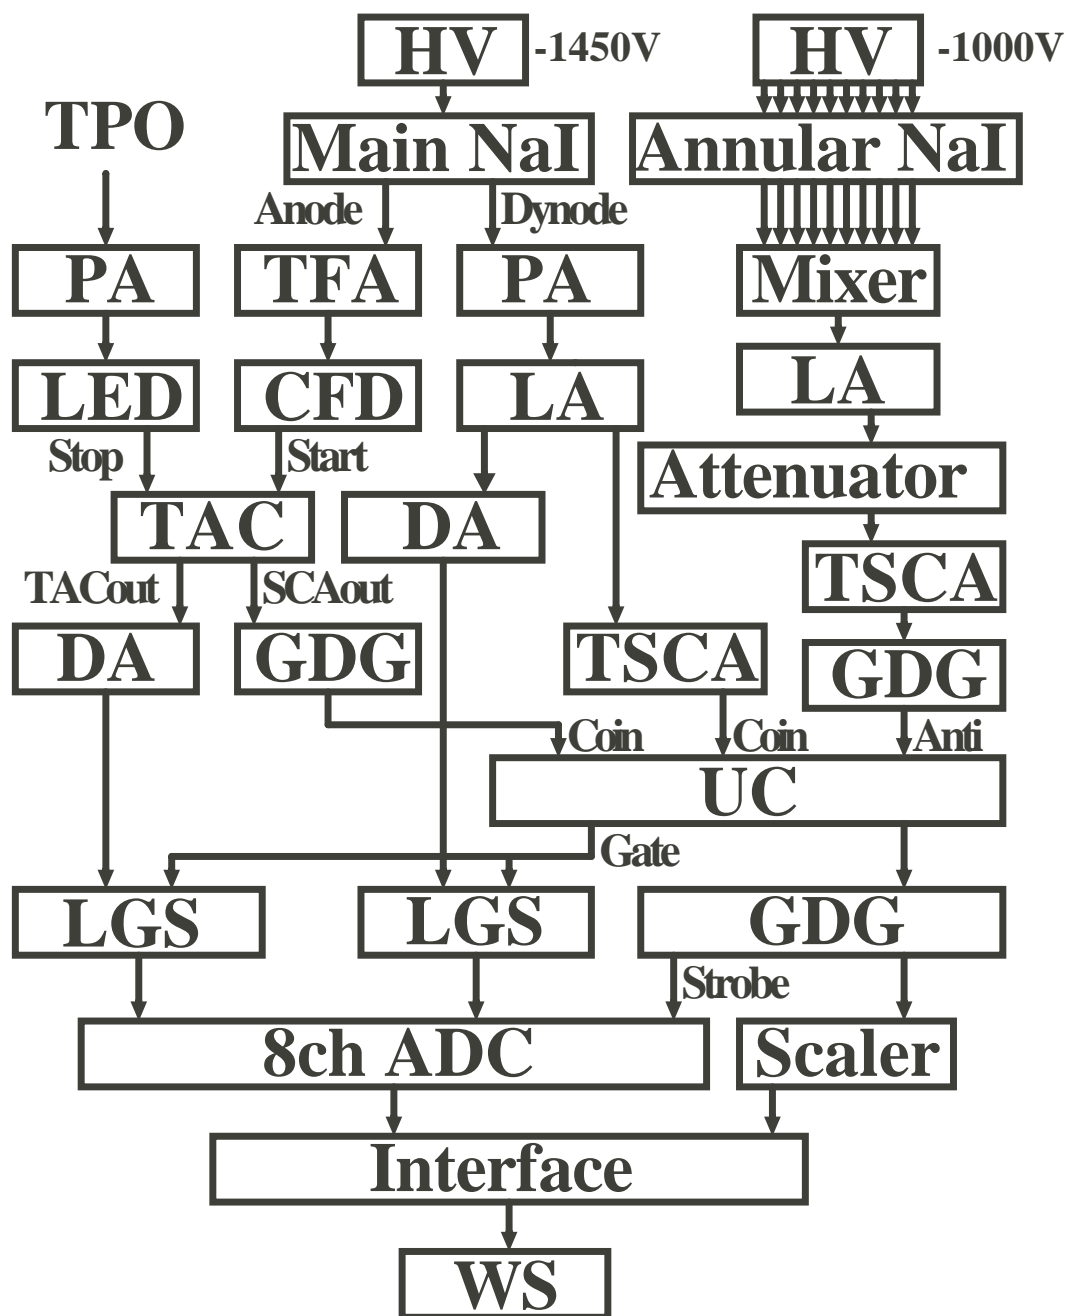 HV -1450V HV -1000V
TPO
Main NaI Annular NaI
Anode Dynode
PA TFA PA Mixer
LED CFD LA LA
Stop Start
Attenuator
TAC DA
TSCA
TACout SCAout
DA GDG TSCA GDG
Coin Coin Anti
UC
Gate
LGS LGS GDG
Strobe
8ch ADC Scaler
Interface
WS